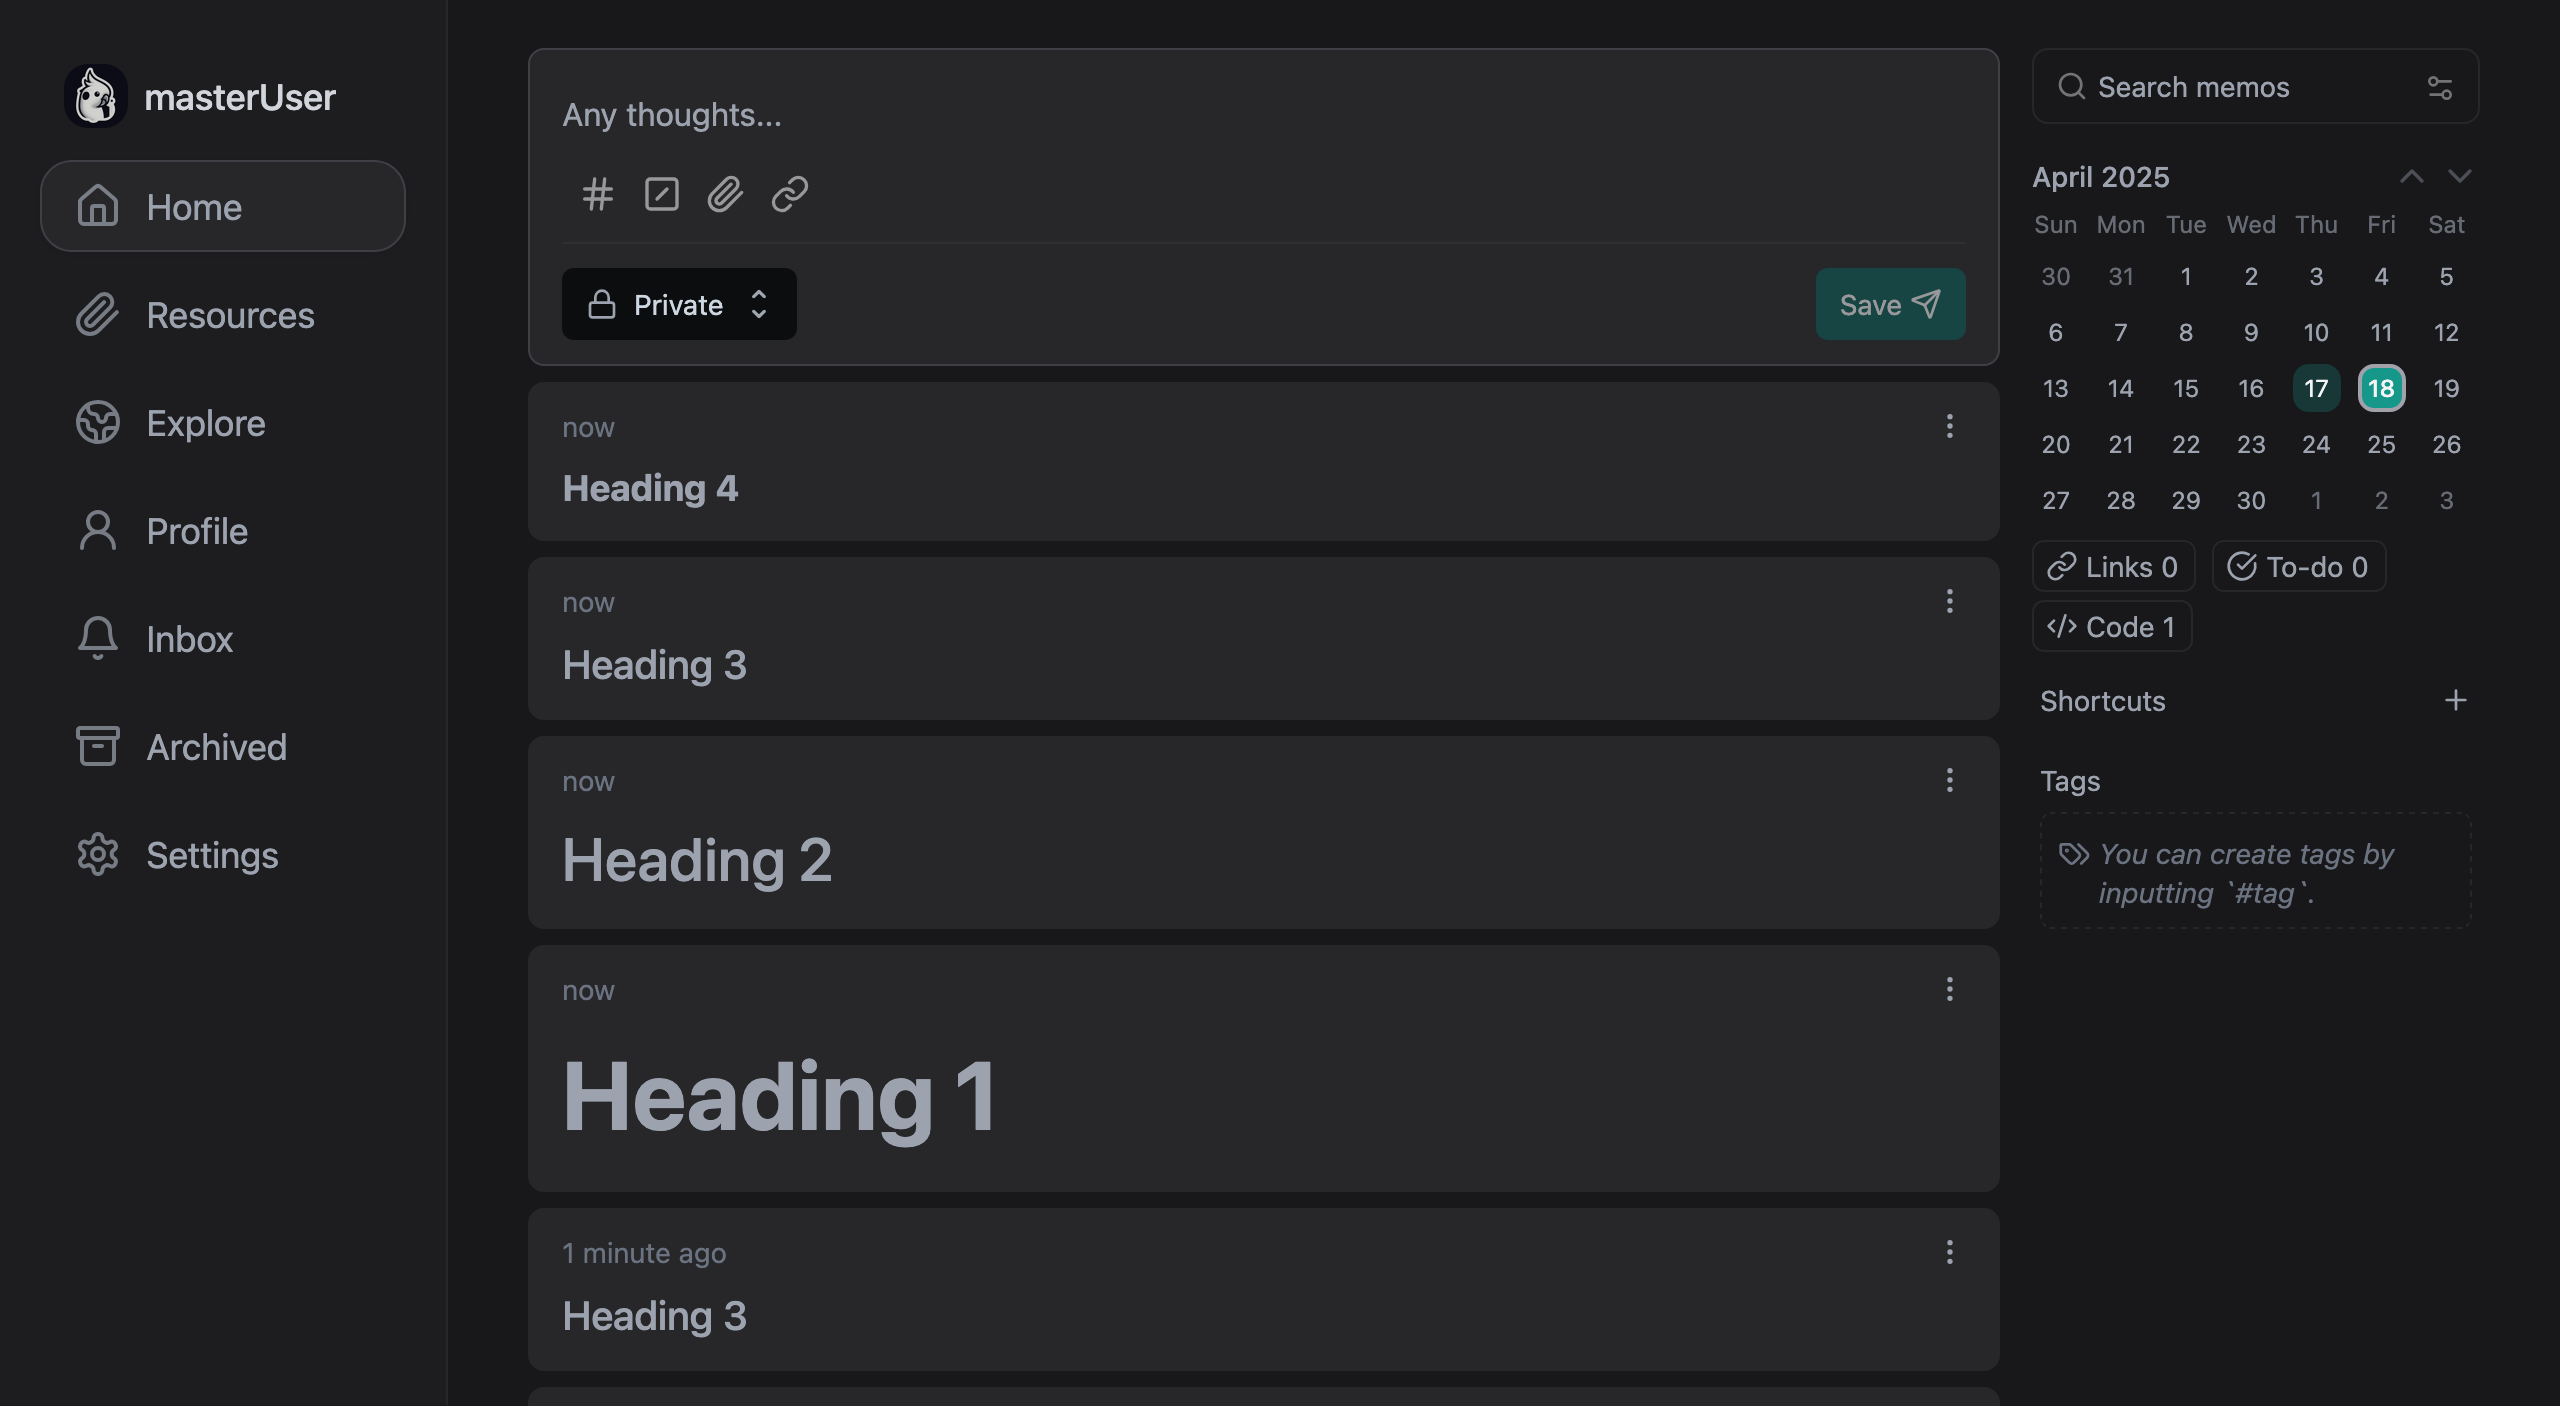 masterUser
Home
Resources
Explore
Profile
Inbox
Archived
Settings
Any thoughts...
Private
Save
now
Heading 4
now
Heading 3
now
Heading 2
now
Heading 1
1 minute ago
Heading 3
Search memos
April 2025
Sun Mon Tue Wed Thu Fri Sat
30 31 1 2 3 4 5
6 7 8 9 10 11 12
13 14 15 16 17 18 19
20 21 22 23 24 25 26
27 28 29 30 1 2 3
Links 0 To-do 0
Code 1
Shortcuts
Tags
You can create tags by
inputting `#tag`.